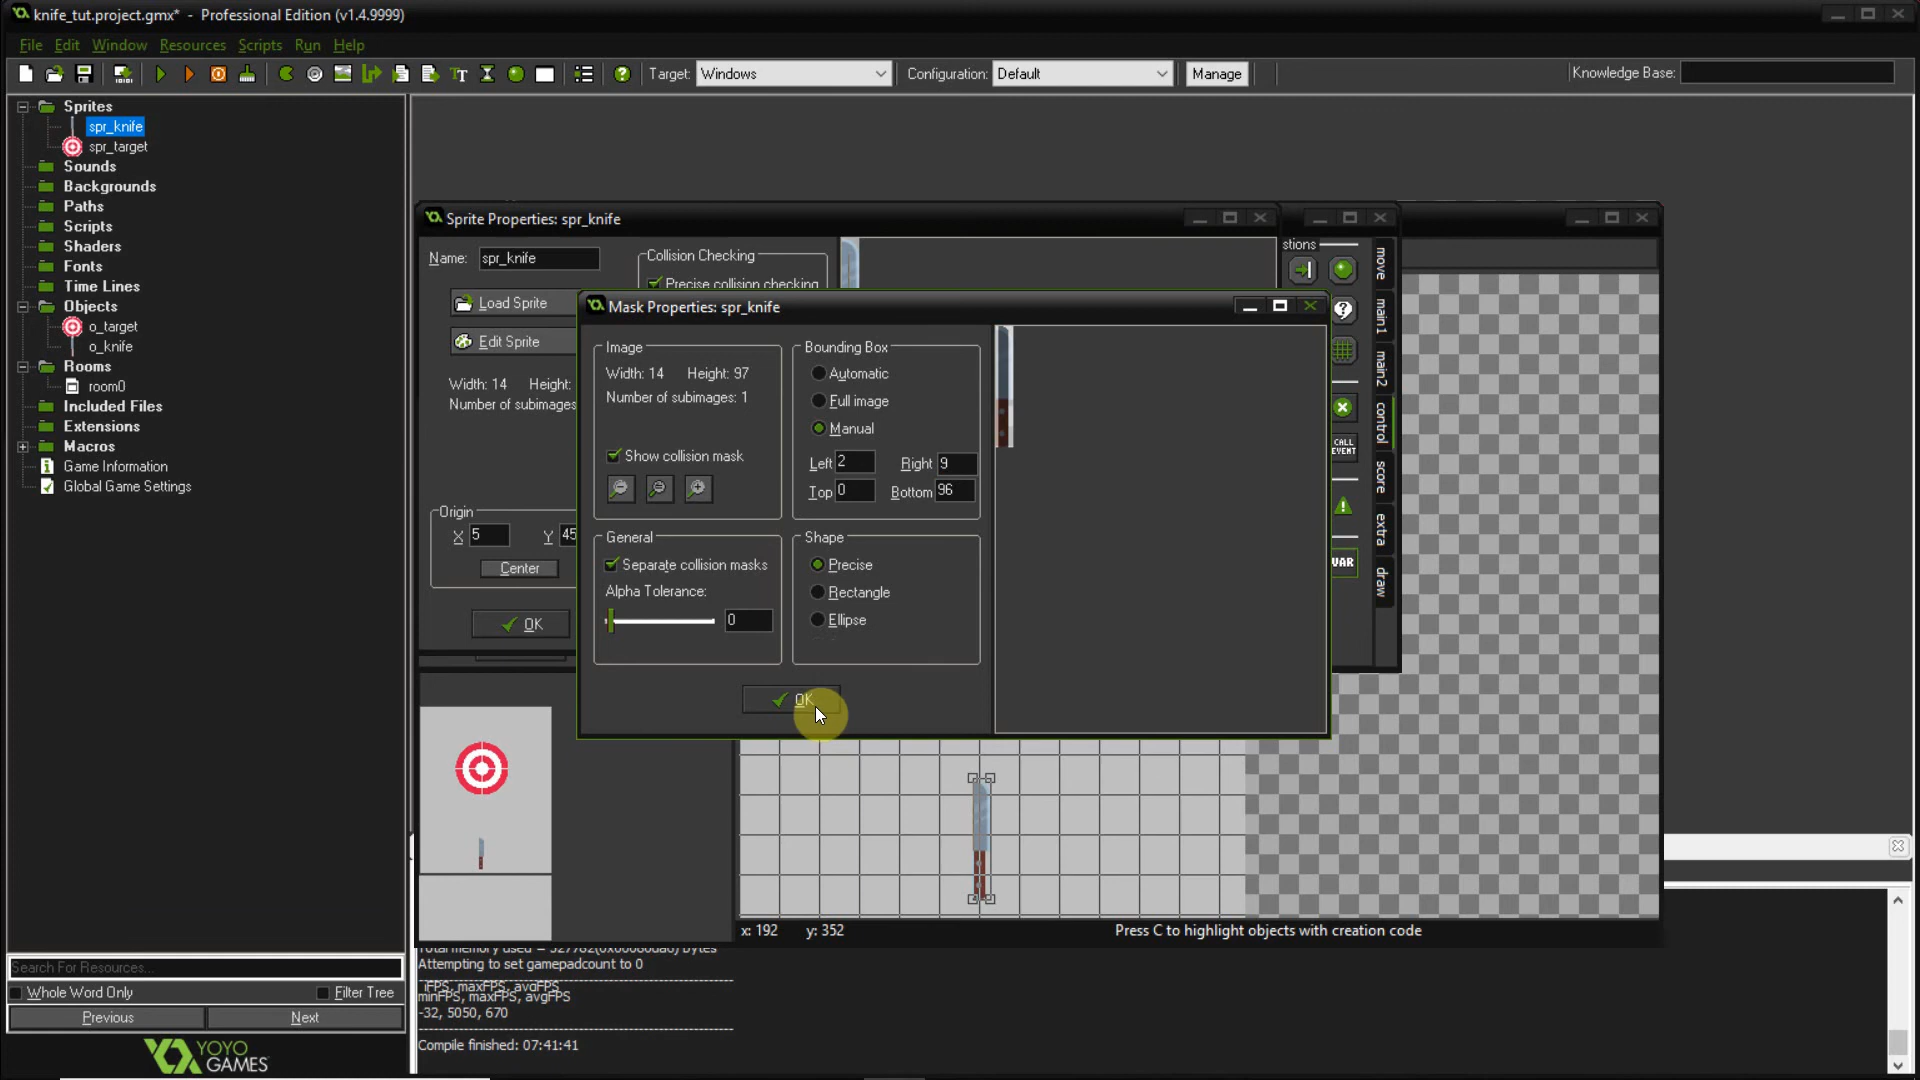 knife_tut.project.gmx* - Professional Edition (v1.4.9999)
File Edit Window Resources Scripts Run Help
Target: Windows Configuration: Default Manage Knowledge Base:
Sprites
spr_knife
spr_target
Sounds
Backgrounds
Paths
Scripts
Shaders
Fonts
Time Lines
Objects
o_target
o_knife
Rooms
room0
Included Files
Extensions
Macros
Game Information
Global Game Settings
Search For Resources...
Whole Word Only Filter Tree
Previous Next
YOYO
GAMES
Sprite Properties: spr_knife
Name: spr_knife
Collision Checking
Precise collision checking
Load Sprite
Edit Sprite
Width: 14 Height:
Number of subimages
Origin
X 5 Y 45
Center
OK
Mask Properties: spr_knife
Image
Width: 14 Height: 97
Number of subimages: 1
Show collision mask
General
Separate collision masks
Alpha Tolerance:
0
Bounding Box
Automatic
Full image
Manual
Left 2 Right 9
Top 0 Bottom 96
Shape
Precise
Rectangle
Ellipse
OK
stions
CALL
EVENT
VAR
move
main1
main2
control
score
extra
draw
x: 192 y: 352 Press C to highlight objects with creation code
Attempting to set gamepadcount to 0
minFPS, maxFPS, avgFPS
-32, 5050, 670
Compile finished: 07:41:41